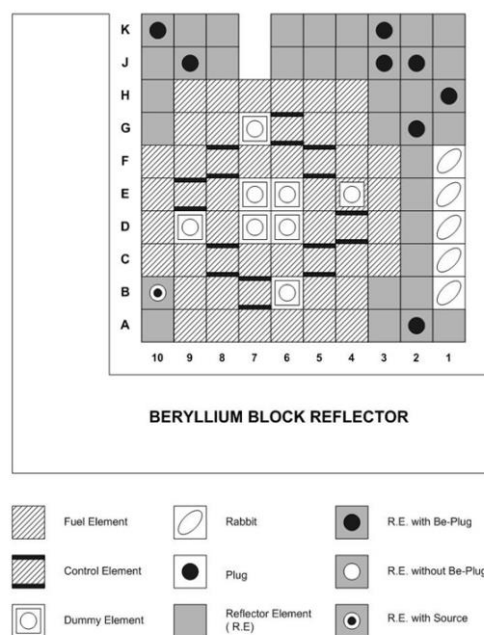 K
J
H
G
F
E
D
C
B
A
10 9 8 7 6 5 4 3 2 1
BERYLLIUM BLOCK REFLECTOR
Fuel Element Rabbit R.E. with Be-Plug
Control Element Plug R.E. without Be-Plug
Dummy Element Reflector Element R.E. with Source
( R.E)